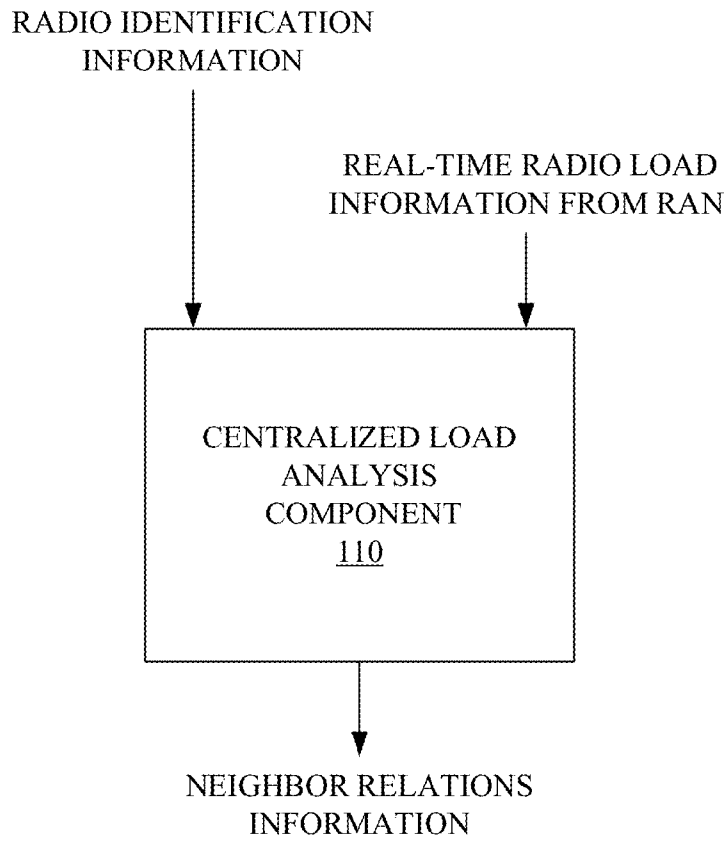 RADIO IDENTIFICATION
INFORMATION
REAL-TIME RADIO LOAD
INFORMATION FROM RAN
CENTRALIZED LOAD
ANALYSIS
COMPONENT
110
NEIGHBOR RELATIONS
INFORMATION